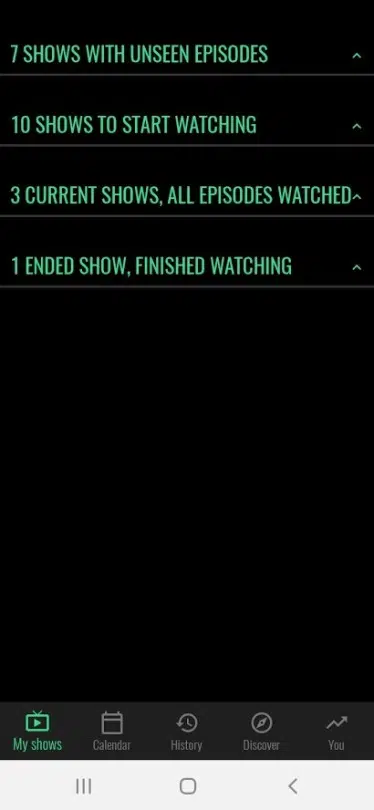 7 SHOWS WITH UNSEEN EPISODES
10 SHOWS TO START WATCHING
3 CURRENT SHOWS, ALL EPISODES WATCHED
1 ENDED SHOW, FINISHED WATCHING
My shows
Calendar
History
Discover
You